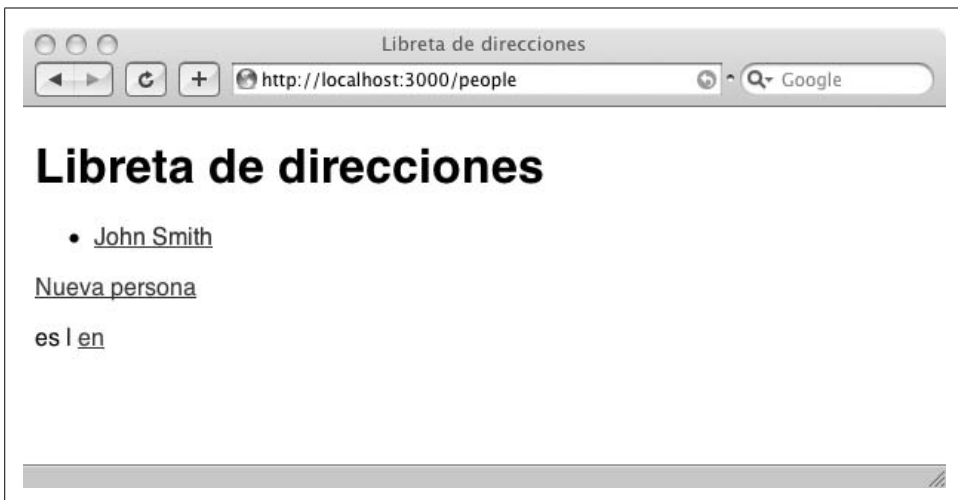 Libreta de direcciones
http://localhost:3000/people
Google
Libreta de direcciones
John Smith
Nueva persona
es | en